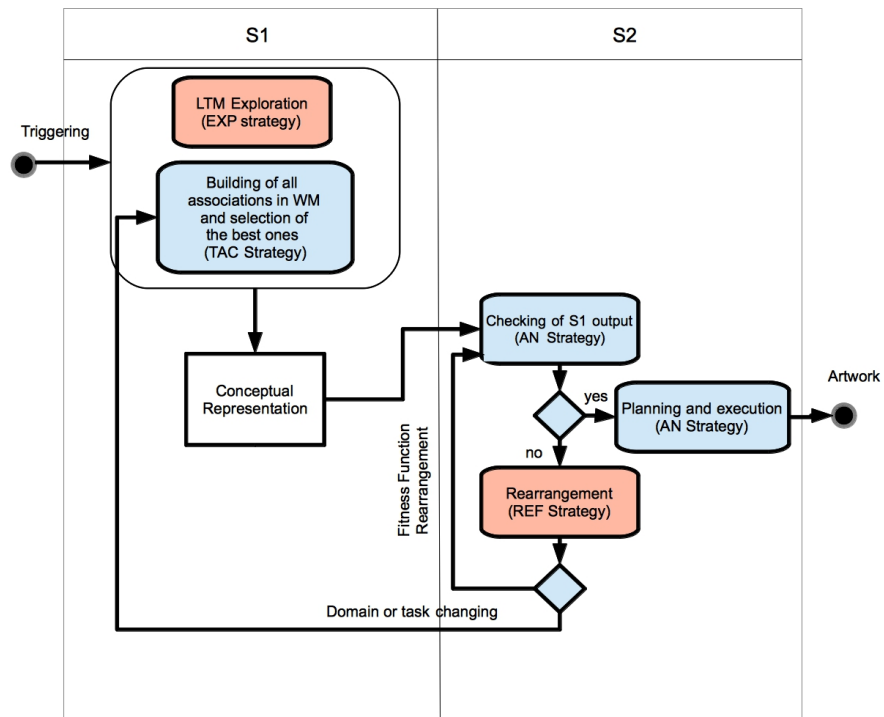 S1
S2
LTM Exploration
(EXP strategy)
Triggering
Building of all
associations in WM
and selection of
the best ones
(TAC Strategy)
Checking of S1 output
(AN Strategy)
Conceptual
Representation
yes
Planning and execution
(AN Strategy)
Artwork
no
Fitness Function
Rearrangement
Rearrangement
(REF Strategy)
Domain or task changing